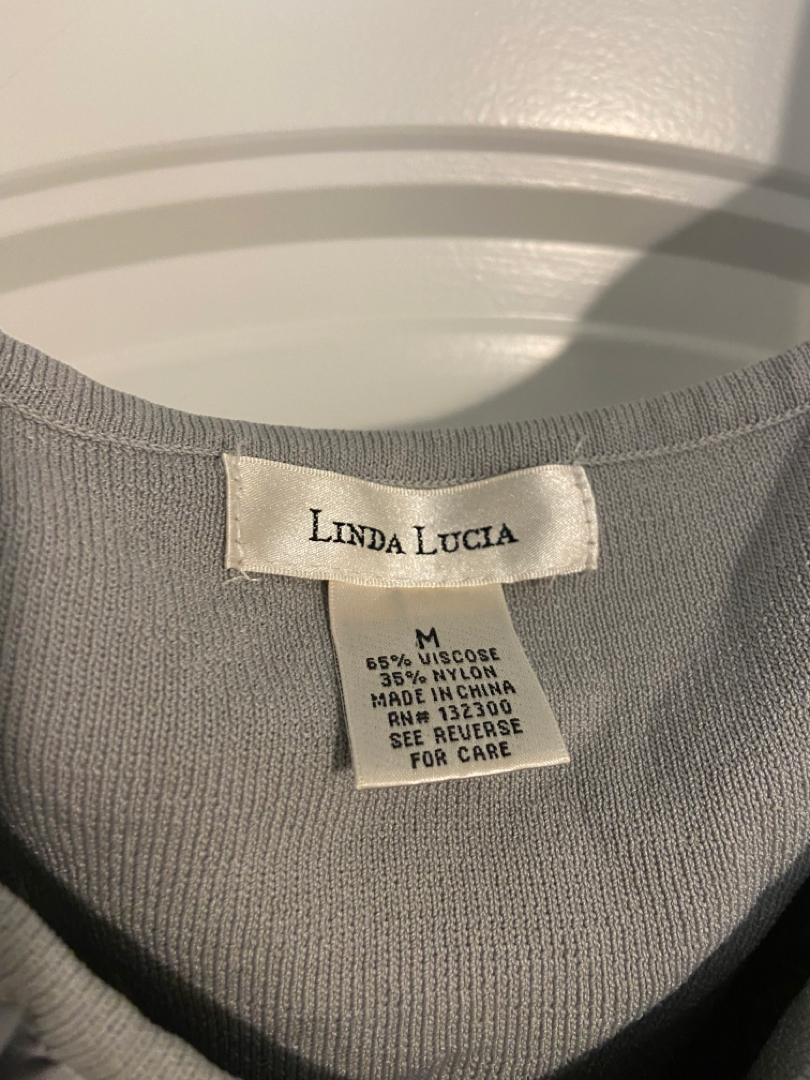 LINDA LUCIA
M
65% VISCOSE
35% NYLON
MADE IN CHINA
RN# 132300
SEE REVERSE
FOR CARE